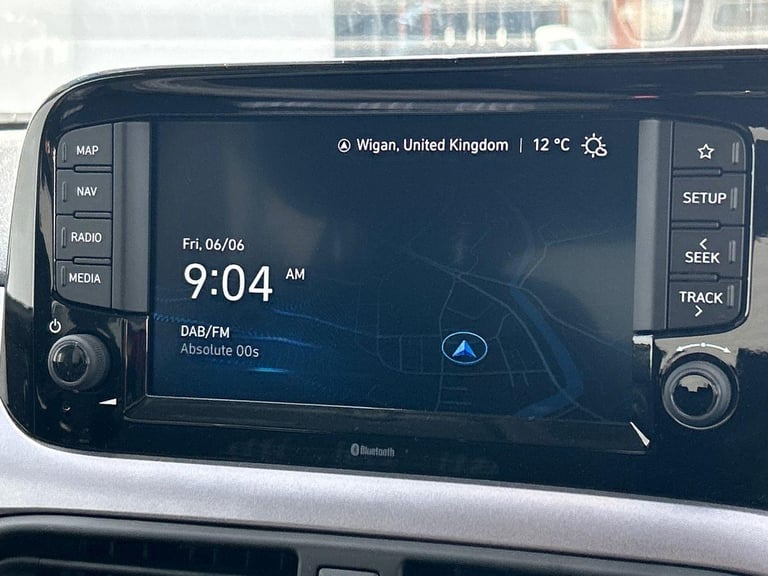 MAP
NAV
RADIO
MEDIA
Wigan, United Kingdom | 12 °C
Fri, 06/06
9:04 AM
DAB/FM
Absolute 00s
SETUP
< SEEK
TRACK >
Bluetooth